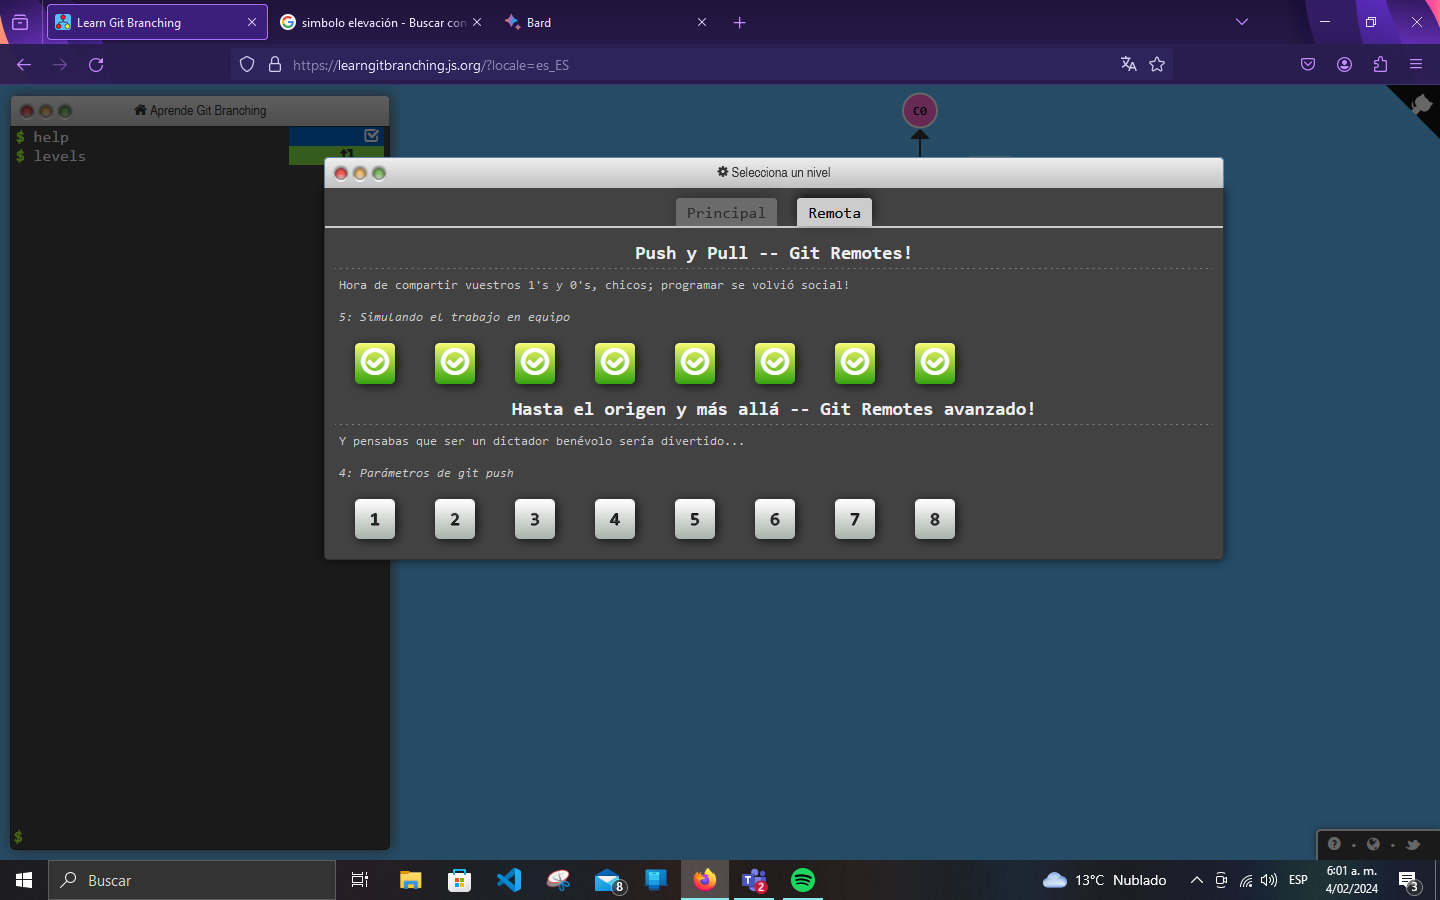 Learn Git Branching
simbolo elevación - Buscar con
Bard
https://learngitbranching.js.org/?locale=es_ES
Aprende Git Branching
$ help
$ levels
C0
Selecciona un nivel
Principal
Remota
Push y Pull -- Git Remotes!
Hora de compartir vuestros 1's y 0's, chicos; programar se volvió social!
5: Simulando el trabajo en equipo
Hasta el origen y más allá -- Git Remotes avanzado!
Y pensabas que ser un dictador benévolo sería divertido...
4: Parámetros de git push
1 2 3 4 5 6 7 8
$
Buscar
8
2
13°C Nublado
ESP
6:01 a. m.
4/02/2024
3